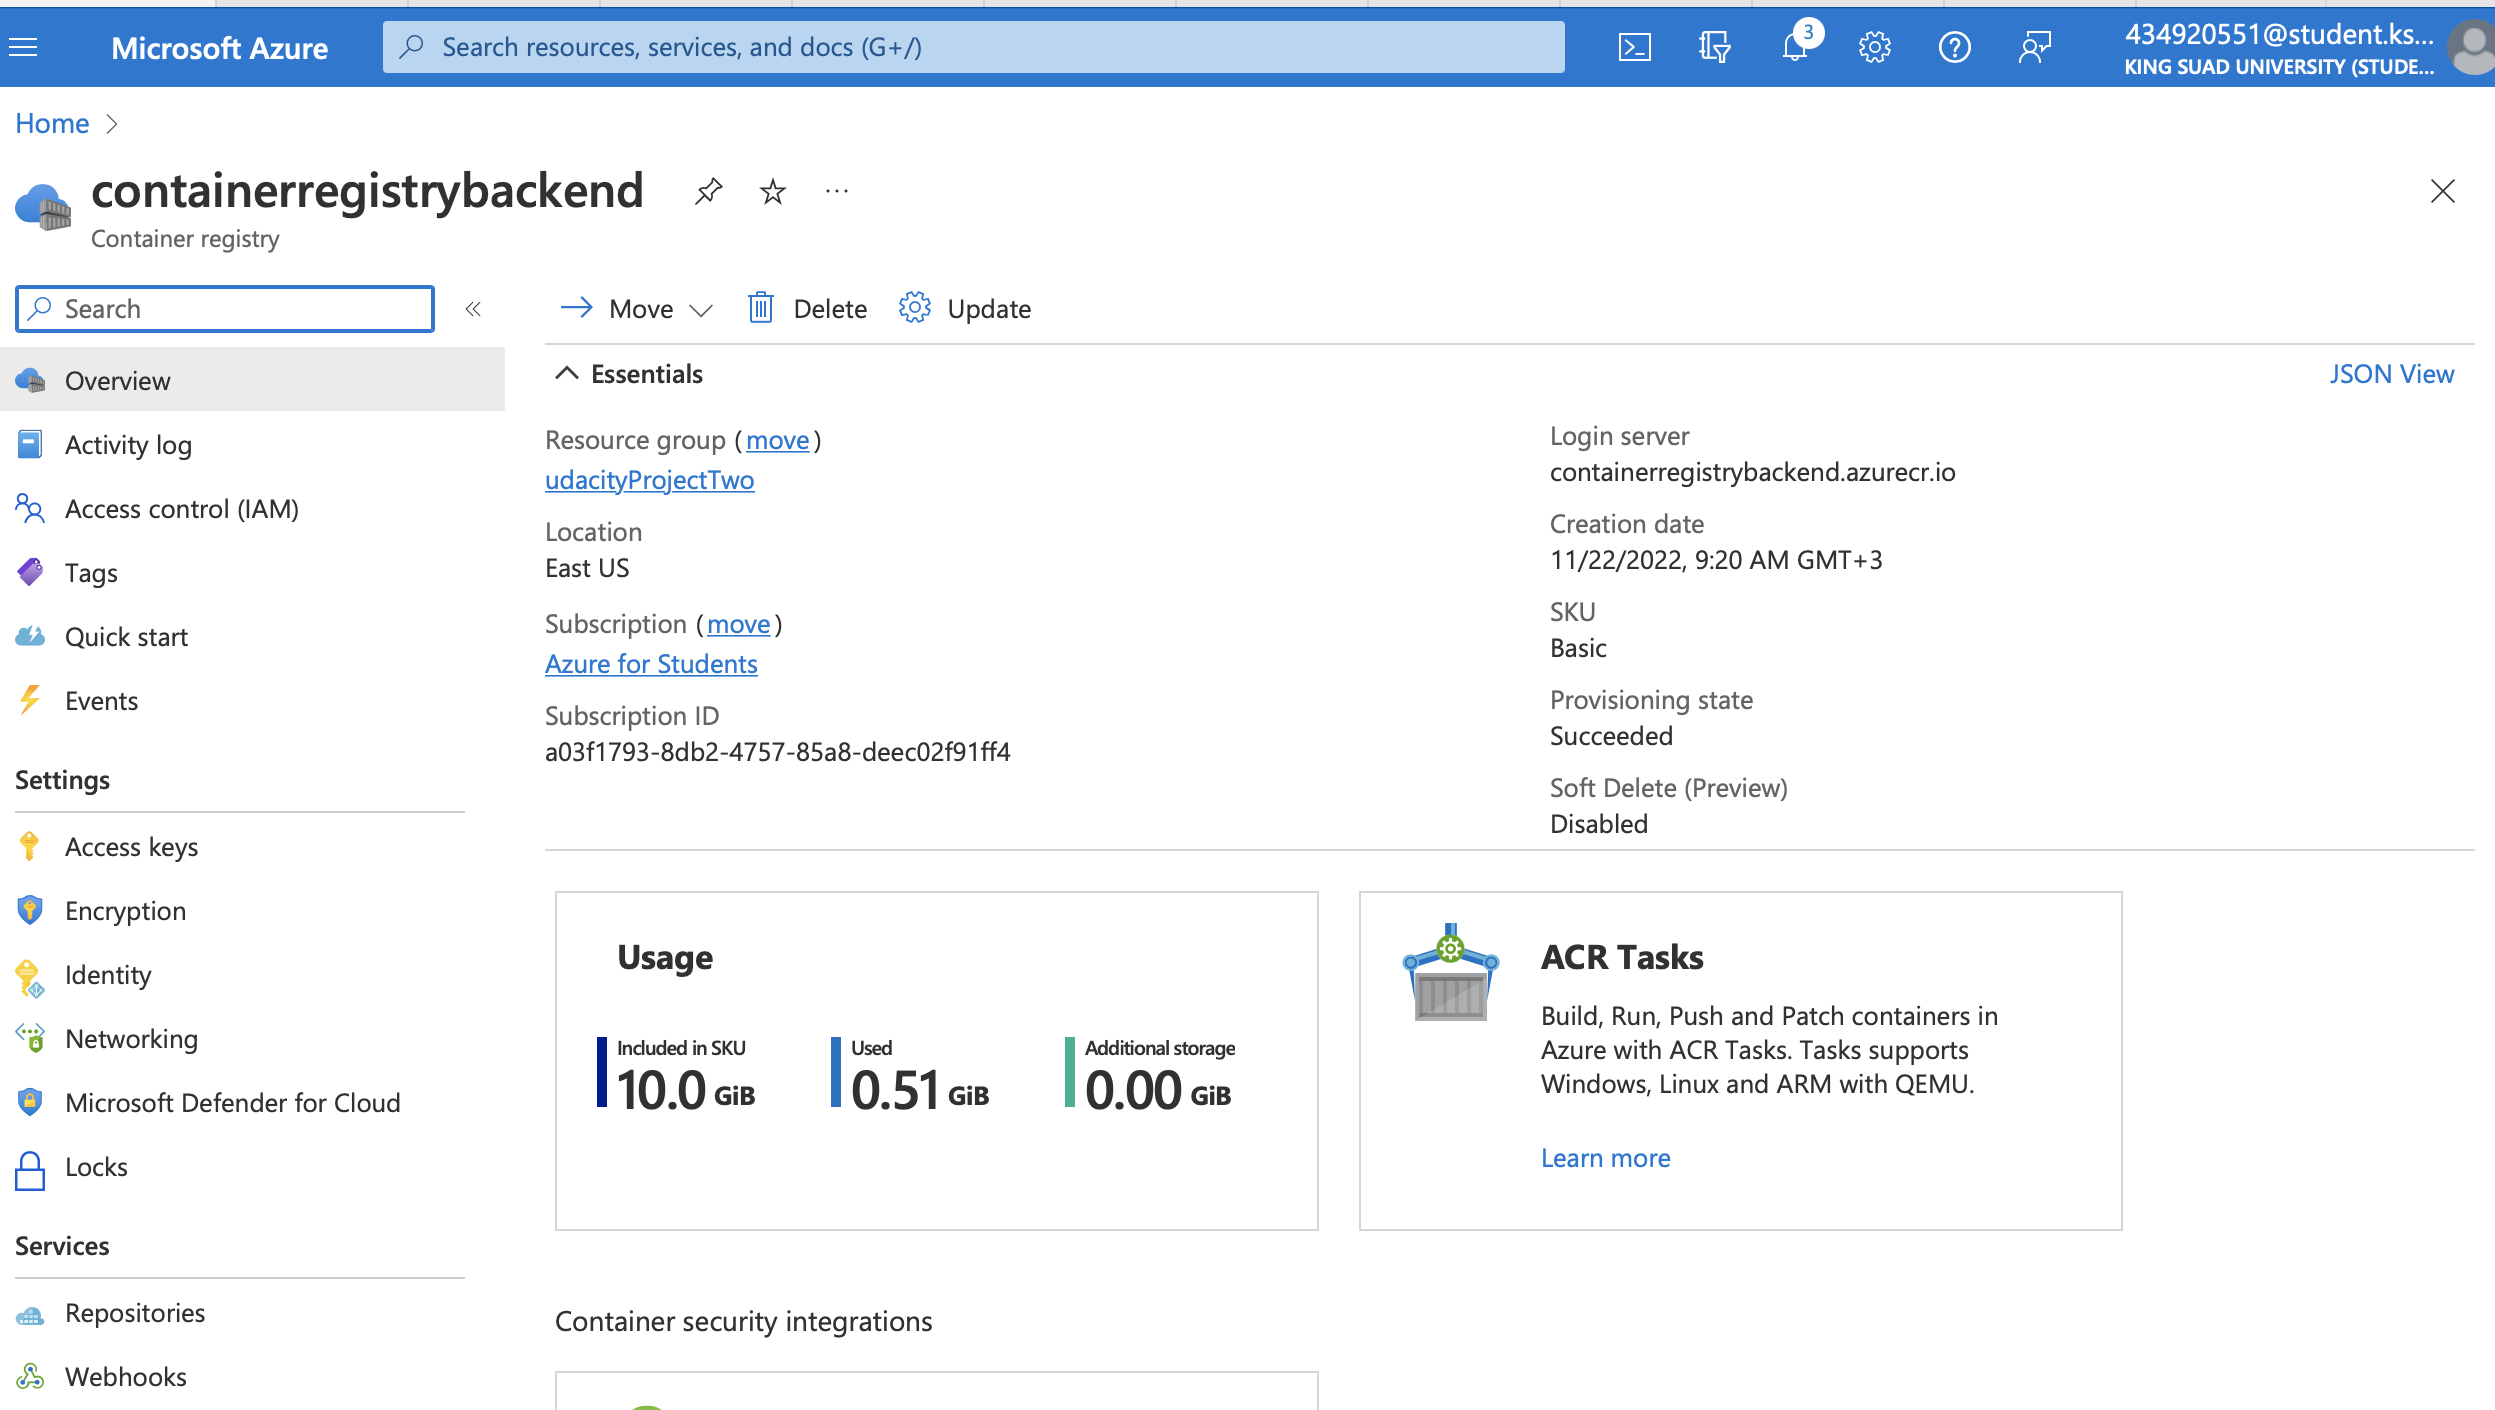 Microsoft Azure
Search resources, services, and docs (G+/)
3
434920551@student.ks...
KING SUAD UNIVERSITY (STUDE...
Home
containerregistrybackend
Container registry
Search
Move
Delete
Update
Overview
Activity log
Access control (IAM)
Tags
Quick start
Events
Settings
Access keys
Encryption
Identity
Networking
Microsoft Defender for Cloud
Locks
Services
Repositories
Webhooks
Essentials
JSON View
Resource group (move)
udacityProjectTwo
Location
East US
Subscription (move)
Azure for Students
Subscription ID
a03f1793-8db2-4757-85a8-deec02f91ff4
Login server
containerregistrybackend.azurecr.io
Creation date
11/22/2022, 9:20 AM GMT+3
SKU
Basic
Provisioning state
Succeeded
Soft Delete (Preview)
Disabled
Usage
Included in SKU
10.0 GiB
Used
0.51 GiB
Additional storage
0.00 GiB
ACR Tasks
Build, Run, Push and Patch containers in
Azure with ACR Tasks. Tasks supports
Windows, Linux and ARM with QEMU.
Learn more
Container security integrations